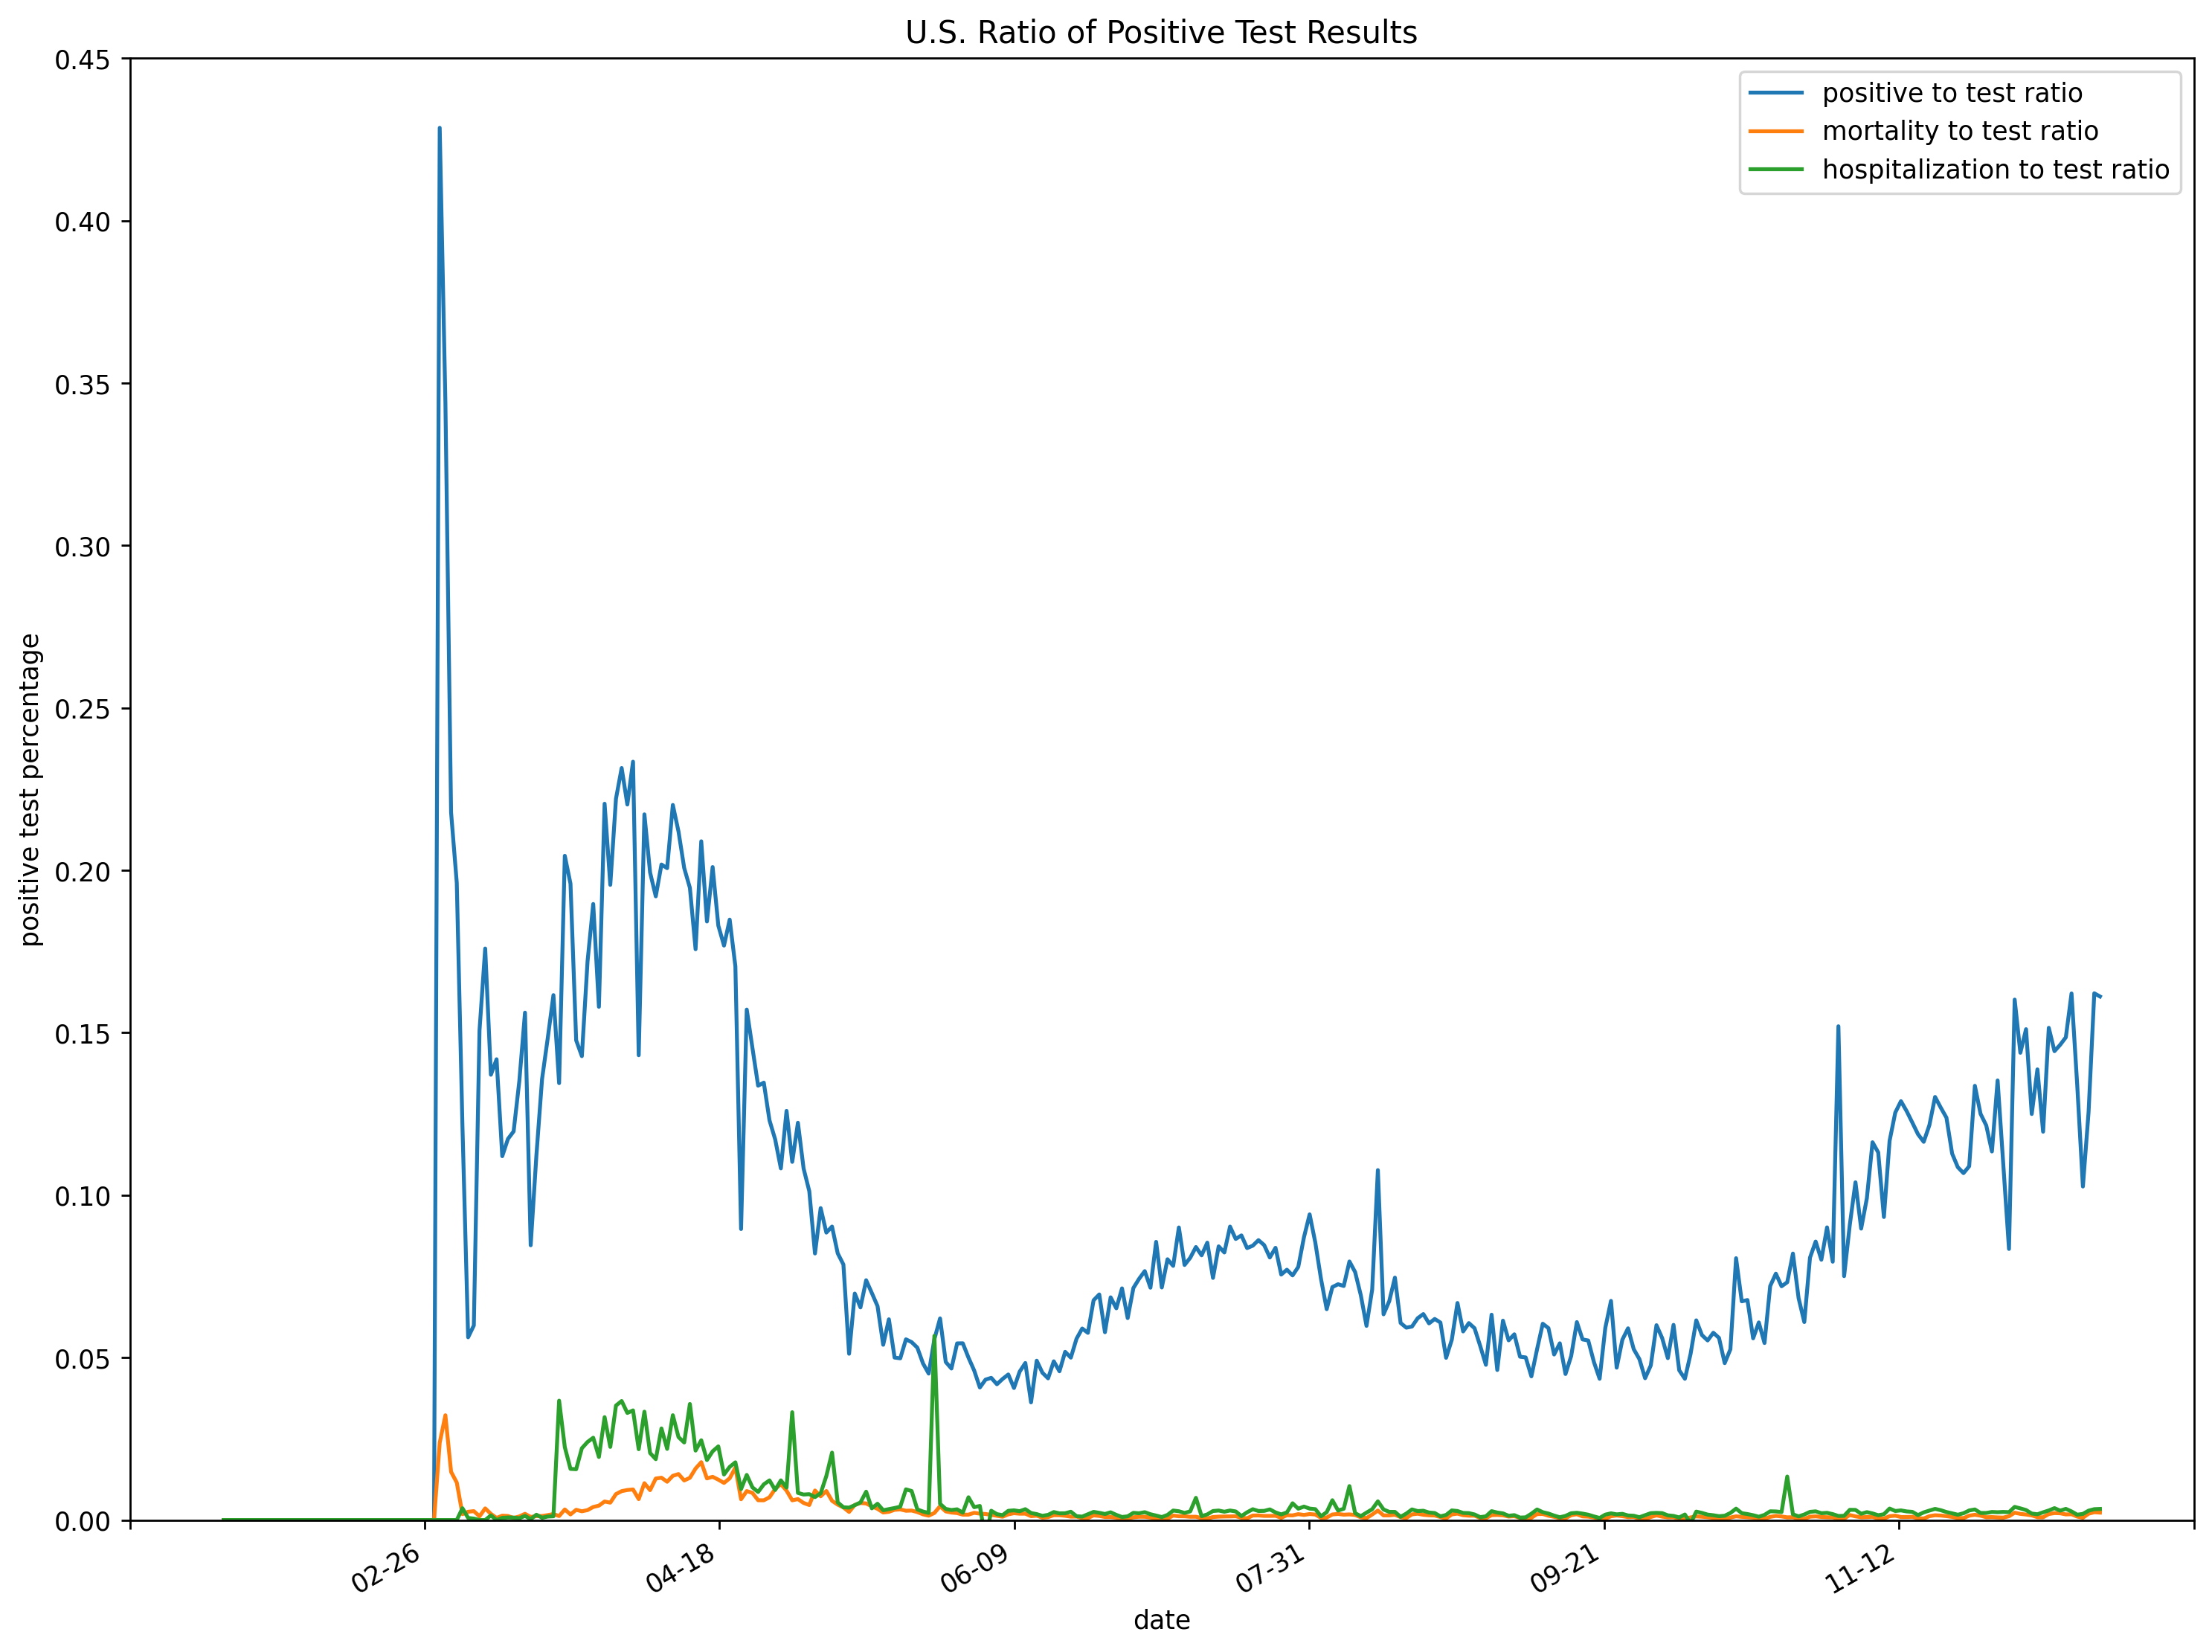 U.S. Ratio of Positive Test Results
positive to test ratio
mortality to test ratio
hospitalization to test ratio
0.45
0.40
0.35
0.30
0.25
0.20
0.15
0.10
0.05
0.00
positive test percentage
02-26
04-18
06-09
07-31
09-21
11-12
date